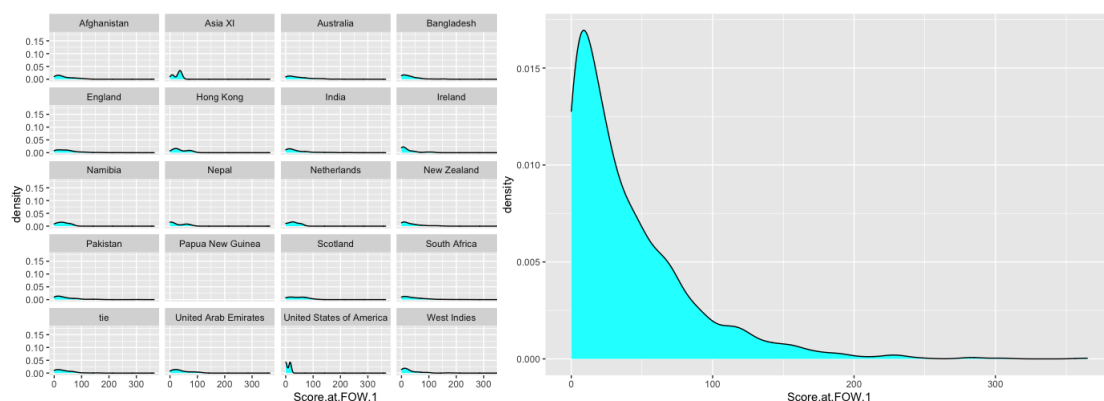 Afghanistan Asia XI Australia Bangladesh
0.15
0.10
0.05
0.00
England Hong Kong India Ireland
0.15
0.10
0.05
0.00
Namibia Nepal Netherlands New Zealand
0.15
0.10
0.05
0.00
Pakistan Papua New Guinea Scotland South Africa
0.15
0.10
0.05
0.00
tie United Arab Emirates United States of America West Indies
0.15
0.10
0.05
0.00
0 100 200 300 0 100 200 300 0 100 200 300 0 100 200 300
density
Score.at.FOW.1
0.015
0.010
0.005
0.000
0 100 200 300
density
Score.at.FOW.1